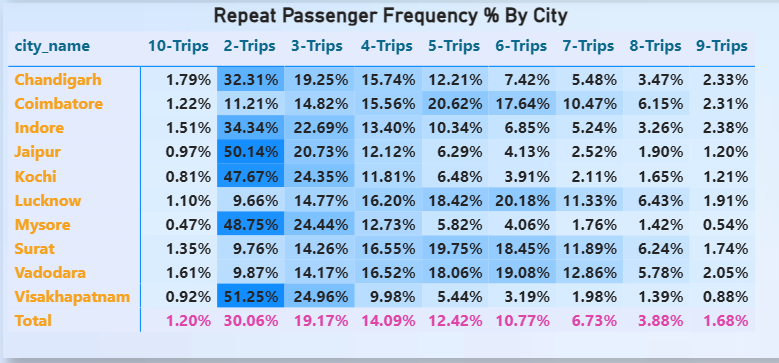 Repeat Passenger Frequency % By City
city_name 10-Trips 2-Trips 3-Trips 4-Trips 5-Trips 6-Trips 7-Trips 8-Trips 9-Trips
Chandigarh 1.79% 32.31% 19.25% 15.74% 12.21% 7.42% 5.48% 3.47% 2.33%
Coimbatore 1.22% 11.21% 14.82% 15.56% 20.62% 17.64% 10.47% 6.15% 2.31%
Indore 1.51% 34.34% 22.69% 13.40% 10.34% 6.85% 5.24% 3.26% 2.38%
Jaipur 0.97% 50.14% 20.73% 12.12% 6.29% 4.13% 2.52% 1.90% 1.20%
Kochi 0.81% 47.67% 24.35% 11.81% 6.48% 3.91% 2.11% 1.65% 1.21%
Lucknow 1.10% 9.66% 14.77% 16.20% 18.42% 20.18% 11.33% 6.43% 1.91%
Mysore 0.47% 48.75% 24.44% 12.73% 5.82% 4.06% 1.76% 1.42% 0.54%
Surat 1.35% 9.76% 14.26% 16.55% 19.75% 18.45% 11.89% 6.24% 1.74%
Vadodara 1.61% 9.87% 14.17% 16.52% 18.06% 19.08% 12.86% 5.78% 2.05%
Visakhapatnam 0.92% 51.25% 24.96% 9.98% 5.44% 3.19% 1.98% 1.39% 0.88%
Total 1.20% 30.06% 19.17% 14.09% 12.42% 10.77% 6.73% 3.88% 1.68%